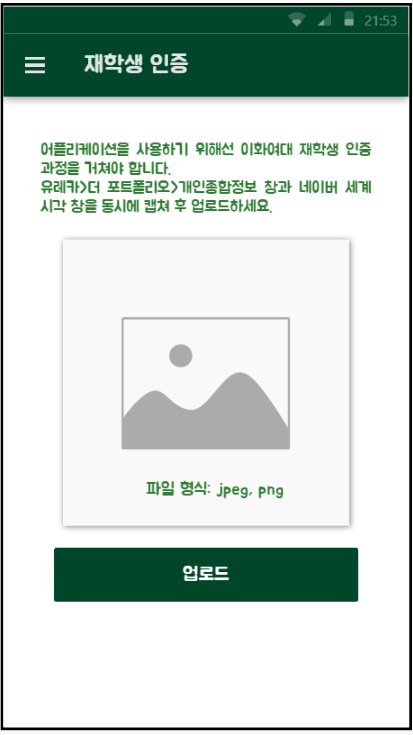 21:53
재학생 인증
어플리케이션을 사용하기 위해선 이화여대 재학생 인증
과정을 거쳐야 합니다.
유레카>더 포트폴리오>개인종합정보 창과 네이버 세계
시각 창을 동시에 캡쳐 후 업로드하세요.
파일 형식: jpeg, png
업로드